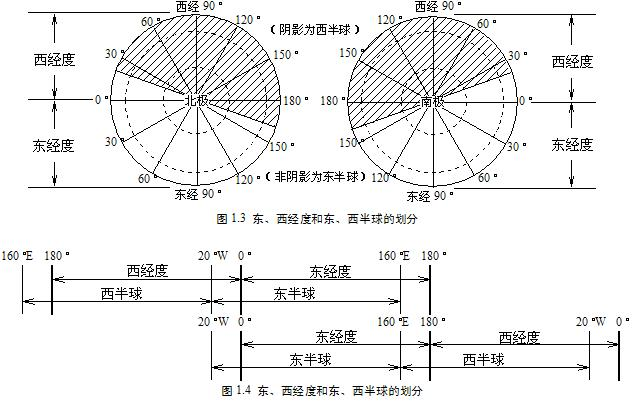 西经 90° 西经 90°
60° 120° (阴影为西半球) 120° 60°
30° 150° 150° 30°
西经度 西经度
0° 北极 180° 180° 南极 0°
东经度 东经度
30° 150° 150° 30°
60° 120° (非阴影为东半球) 120° 60°
东经 90° 东经 90°
图 1.3 东、西经度和东、西半球的划分
160°E 180° 20°W 0° 160°E 180°
西经度 东经度
西半球 东半球
20°W 0° 160°E 180° 20°W 0°
东经度 西经度
东半球 西半球
图 1.4 东、西经度和东、西半球的划分